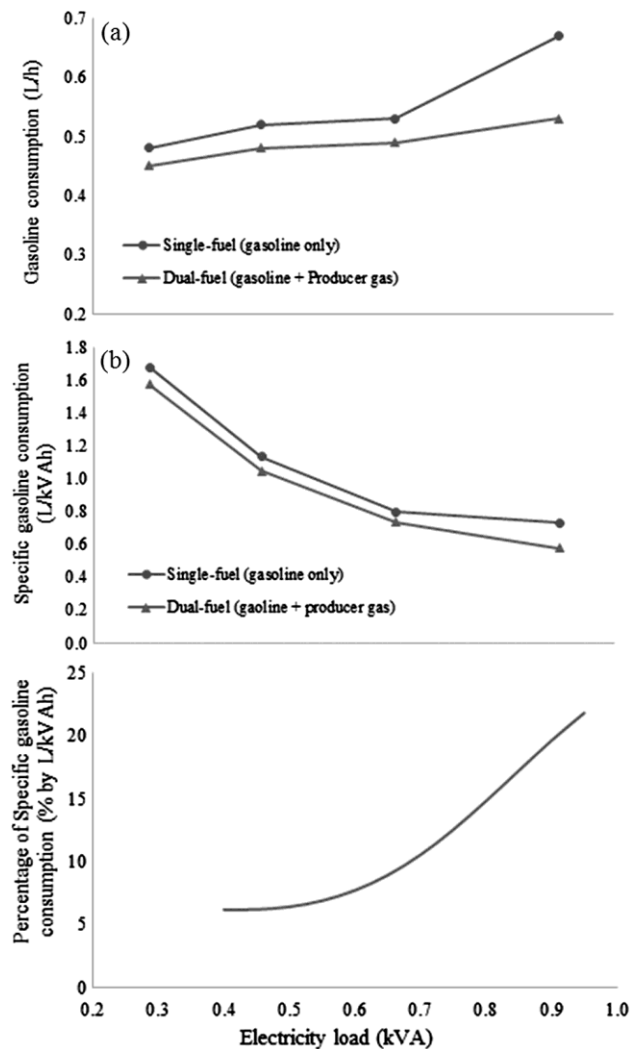 (a)
Gasoline consumption (L/h)
0.7
0.6
0.5
0.4
0.3
0.2
Single-fuel (gasoline only)
Dual-fuel (gasoline + Producer gas)
(b)
Specific gasoline consumption
(L/kVAh)
1.8
1.6
1.4
1.2
1.0
0.8
0.6
0.4
0.2
0.0
Single-fuel (gasoline only)
Dual-fuel (gaoline + producer gas)
Percentage of Specific gasoline
consumption (% by L/kVAh)
25
20
15
10
5
0
0.2 0.3 0.4 0.5 0.6 0.7 0.8 0.9 1.0
Electricity load (kVA)